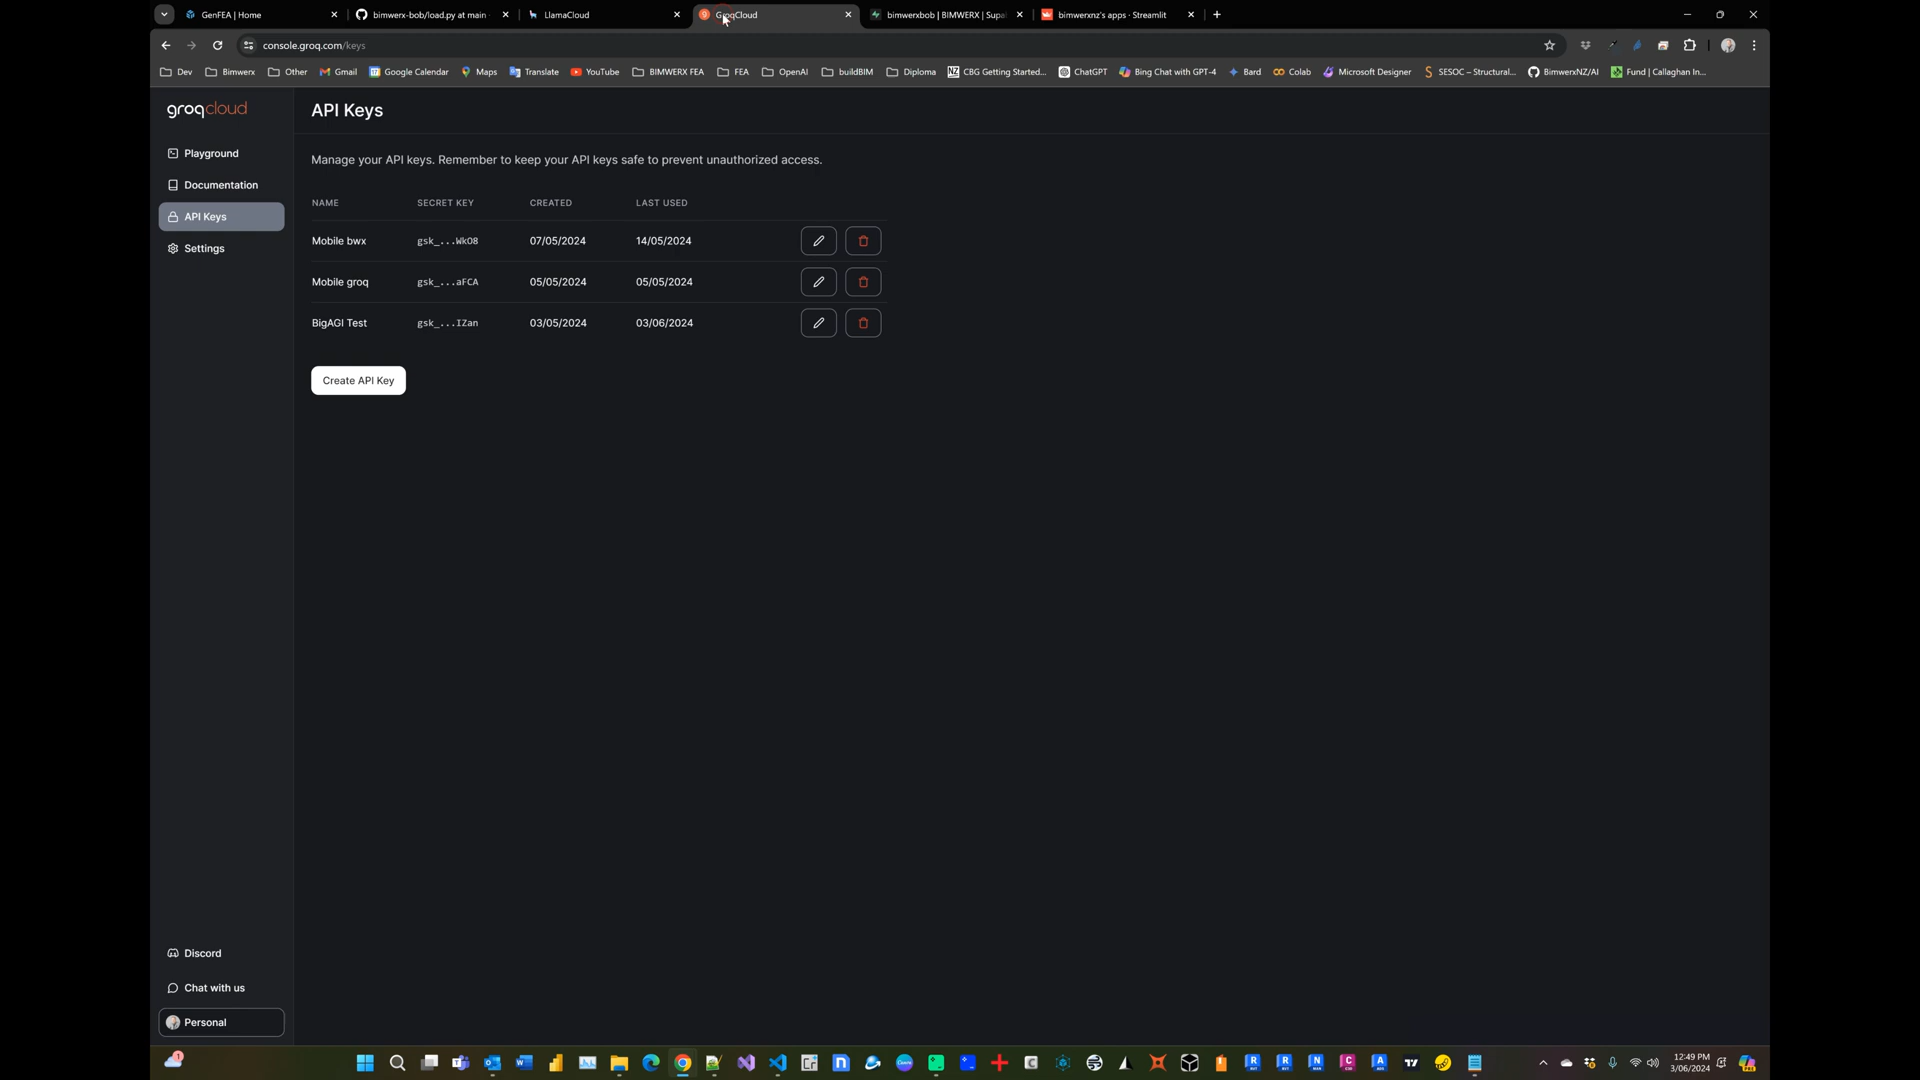 GenFEA | Home
bimwerx-bob/load.py at main
LlamaCloud
GroqCloud
bimwerxbob | BIMWERX | Supa
bimwerxnz's apps · Streamlit
console.groq.com/keys
Dev
Bimwerx
Other
Gmail
Google Calendar
Maps
Translate
YouTube
BIMWERX FEA
FEA
OpenAI
buildBIM
Diploma
CBG Getting Started...
ChatGPT
Bing Chat with GPT-4
Bard
Colab
Microsoft Designer
SESOC – Structural...
BimwerxNZ/AI
Fund | Callaghan In...
groqcloud
Playground
Documentation
API Keys
Settings
API Keys
Manage your API keys. Remember to keep your API keys safe to prevent unauthorized access.
NAME SECRET KEY CREATED LAST USED
Mobile bwx gsk_...WkO8 07/05/2024 14/05/2024
Mobile groq gsk_...aFCA 05/05/2024 05/05/2024
BigAGI Test gsk_...IZan 03/05/2024 03/06/2024
Create API Key
Discord
Chat with us
Personal
12:49 PM
3/06/2024